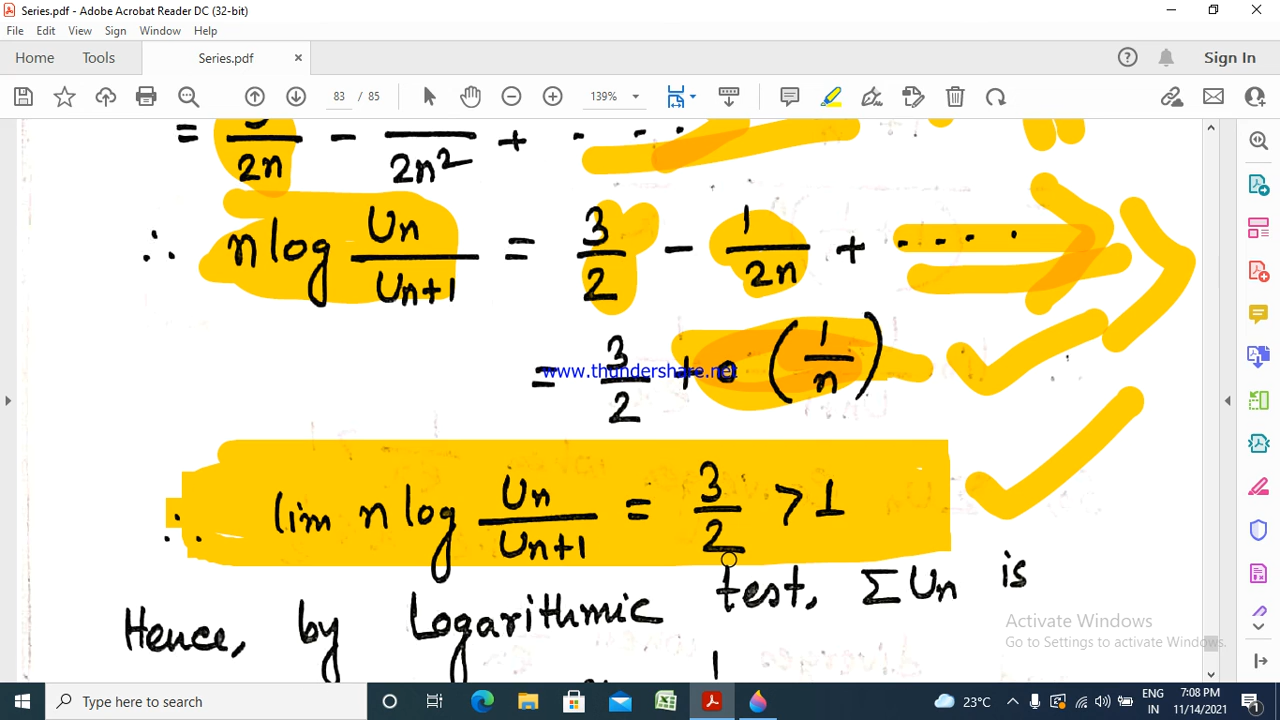 Series.pdf - Adobe Acrobat Reader DC (32-bit)
File Edit View Sign Window Help
Home Tools Series.pdf × Sign In
83 / 85 139%
= 3/2n - /2n² + ....
∴ n log Un/Un+1 = 3/2 - 1/2n + .....
= 3/2 + o (1/n)
www.thundershare.net
∴ lim n log Un/Un+1 = 3/2 > 1
Hence, by Logarithmic test, ΣUn is
1
Activate Windows
Go to Settings to activate Windows.
Type here to search
23°C ENG IN 7:08 PM 11/14/2021